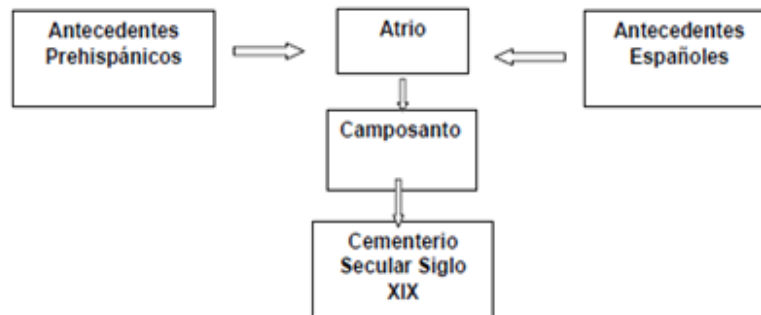 Antecedentes
Prehispánicos
Atrio
Antecedentes
Españoles
Camposanto
Cementerio
Secular Siglo
XIX